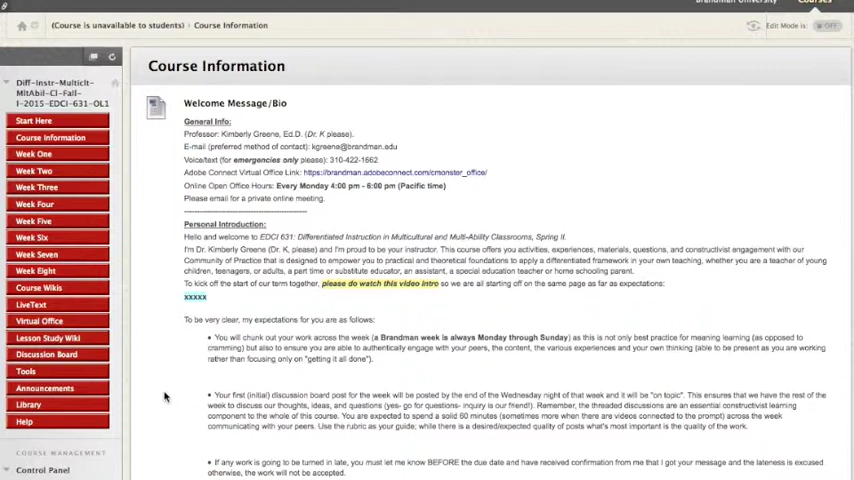 Brandman University
Courses
(Course is unavailable to students) › Course Information
Edit Mode is: OFF
Diff-Instr-Multiclt-
MltAbil-CI-Fall-
I-2015-EDCI-631-OL1
Start Here
Course Information
Week One
Week Two
Week Three
Week Four
Week Five
Week Six
Week Seven
Week Eight
Course Wikis
LiveText
Virtual Office
Lesson Study Wiki
Discussion Board
Tools
Announcements
Library
Help
COURSE MANAGEMENT
Control Panel
Course Information
Welcome Message/Bio
General Info:
Professor: Kimberly Greene, Ed.D. (Dr. K please).
E-mail (preferred method of contact): kgreene@brandman.edu
Voice/text (for emergencies only please): 310-422-1662
Adobe Connect Virtual Office Link: https://brandman.adobeconnect.com/cmonster_office/
Online Open Office Hours: Every Monday 4:00 pm - 6:00 pm (Pacific time)
Please email for a private online meeting.
----------------------------------------
Personal Introduction:
Hello and welcome to EDCI 631: Differentiated Instruction in Multicultural and Multi-Ability Classrooms, Spring II.
I'm Dr. Kimberly Greene (Dr. K, please) and I'm proud to be your instructor. This course offers you activities, experiences, materials, questions, and constructivist engagement with our
Community of Practice that is designed to empower you to practical and theoretical foundations to apply a differentiated framework in your own teaching, whether you are a teacher of young
children, teenagers, or adults, a part time or substitute educator, an assistant, a special education teacher or home schooling parent.
To kick off the start of our term together, please do watch this video intro so we are all starting off on the same page as far as expectations:
xxxxx
To be very clear, my expectations for you are as follows:
• You will chunk out your work across the week (a Brandman week is always Monday through Sunday) as this is not only best practice for meaning learning (as opposed to
cramming) but also to ensure you are able to authentically engage with your peers, the content, the various experiences and your own thinking (able to be present as you are working
rather than focusing only on "getting it all done").
• Your first (initial) discussion board post for the week will be posted by the end of the Wednesday night of that week and it will be "on topic". This ensures that we have the rest of the
week to discuss our thoughts, ideas, and questions (yes- go for questions- inquiry is our friend!). Remember, the threaded discussions are an essential constructivist learning
component to the whole of this course. You are expected to spend a solid 60 minutes (sometimes more when there are videos connected to the prompt) across the week
communicating with your peers. Use the rubric as your guide; while there is a desired/expected quality of posts what's most important is the quality of the work.
• If any work is going to be turned in late, you must let me know BEFORE the due date and have received confirmation from me that I got your message and the lateness is excused
otherwise, the work will not be accepted.